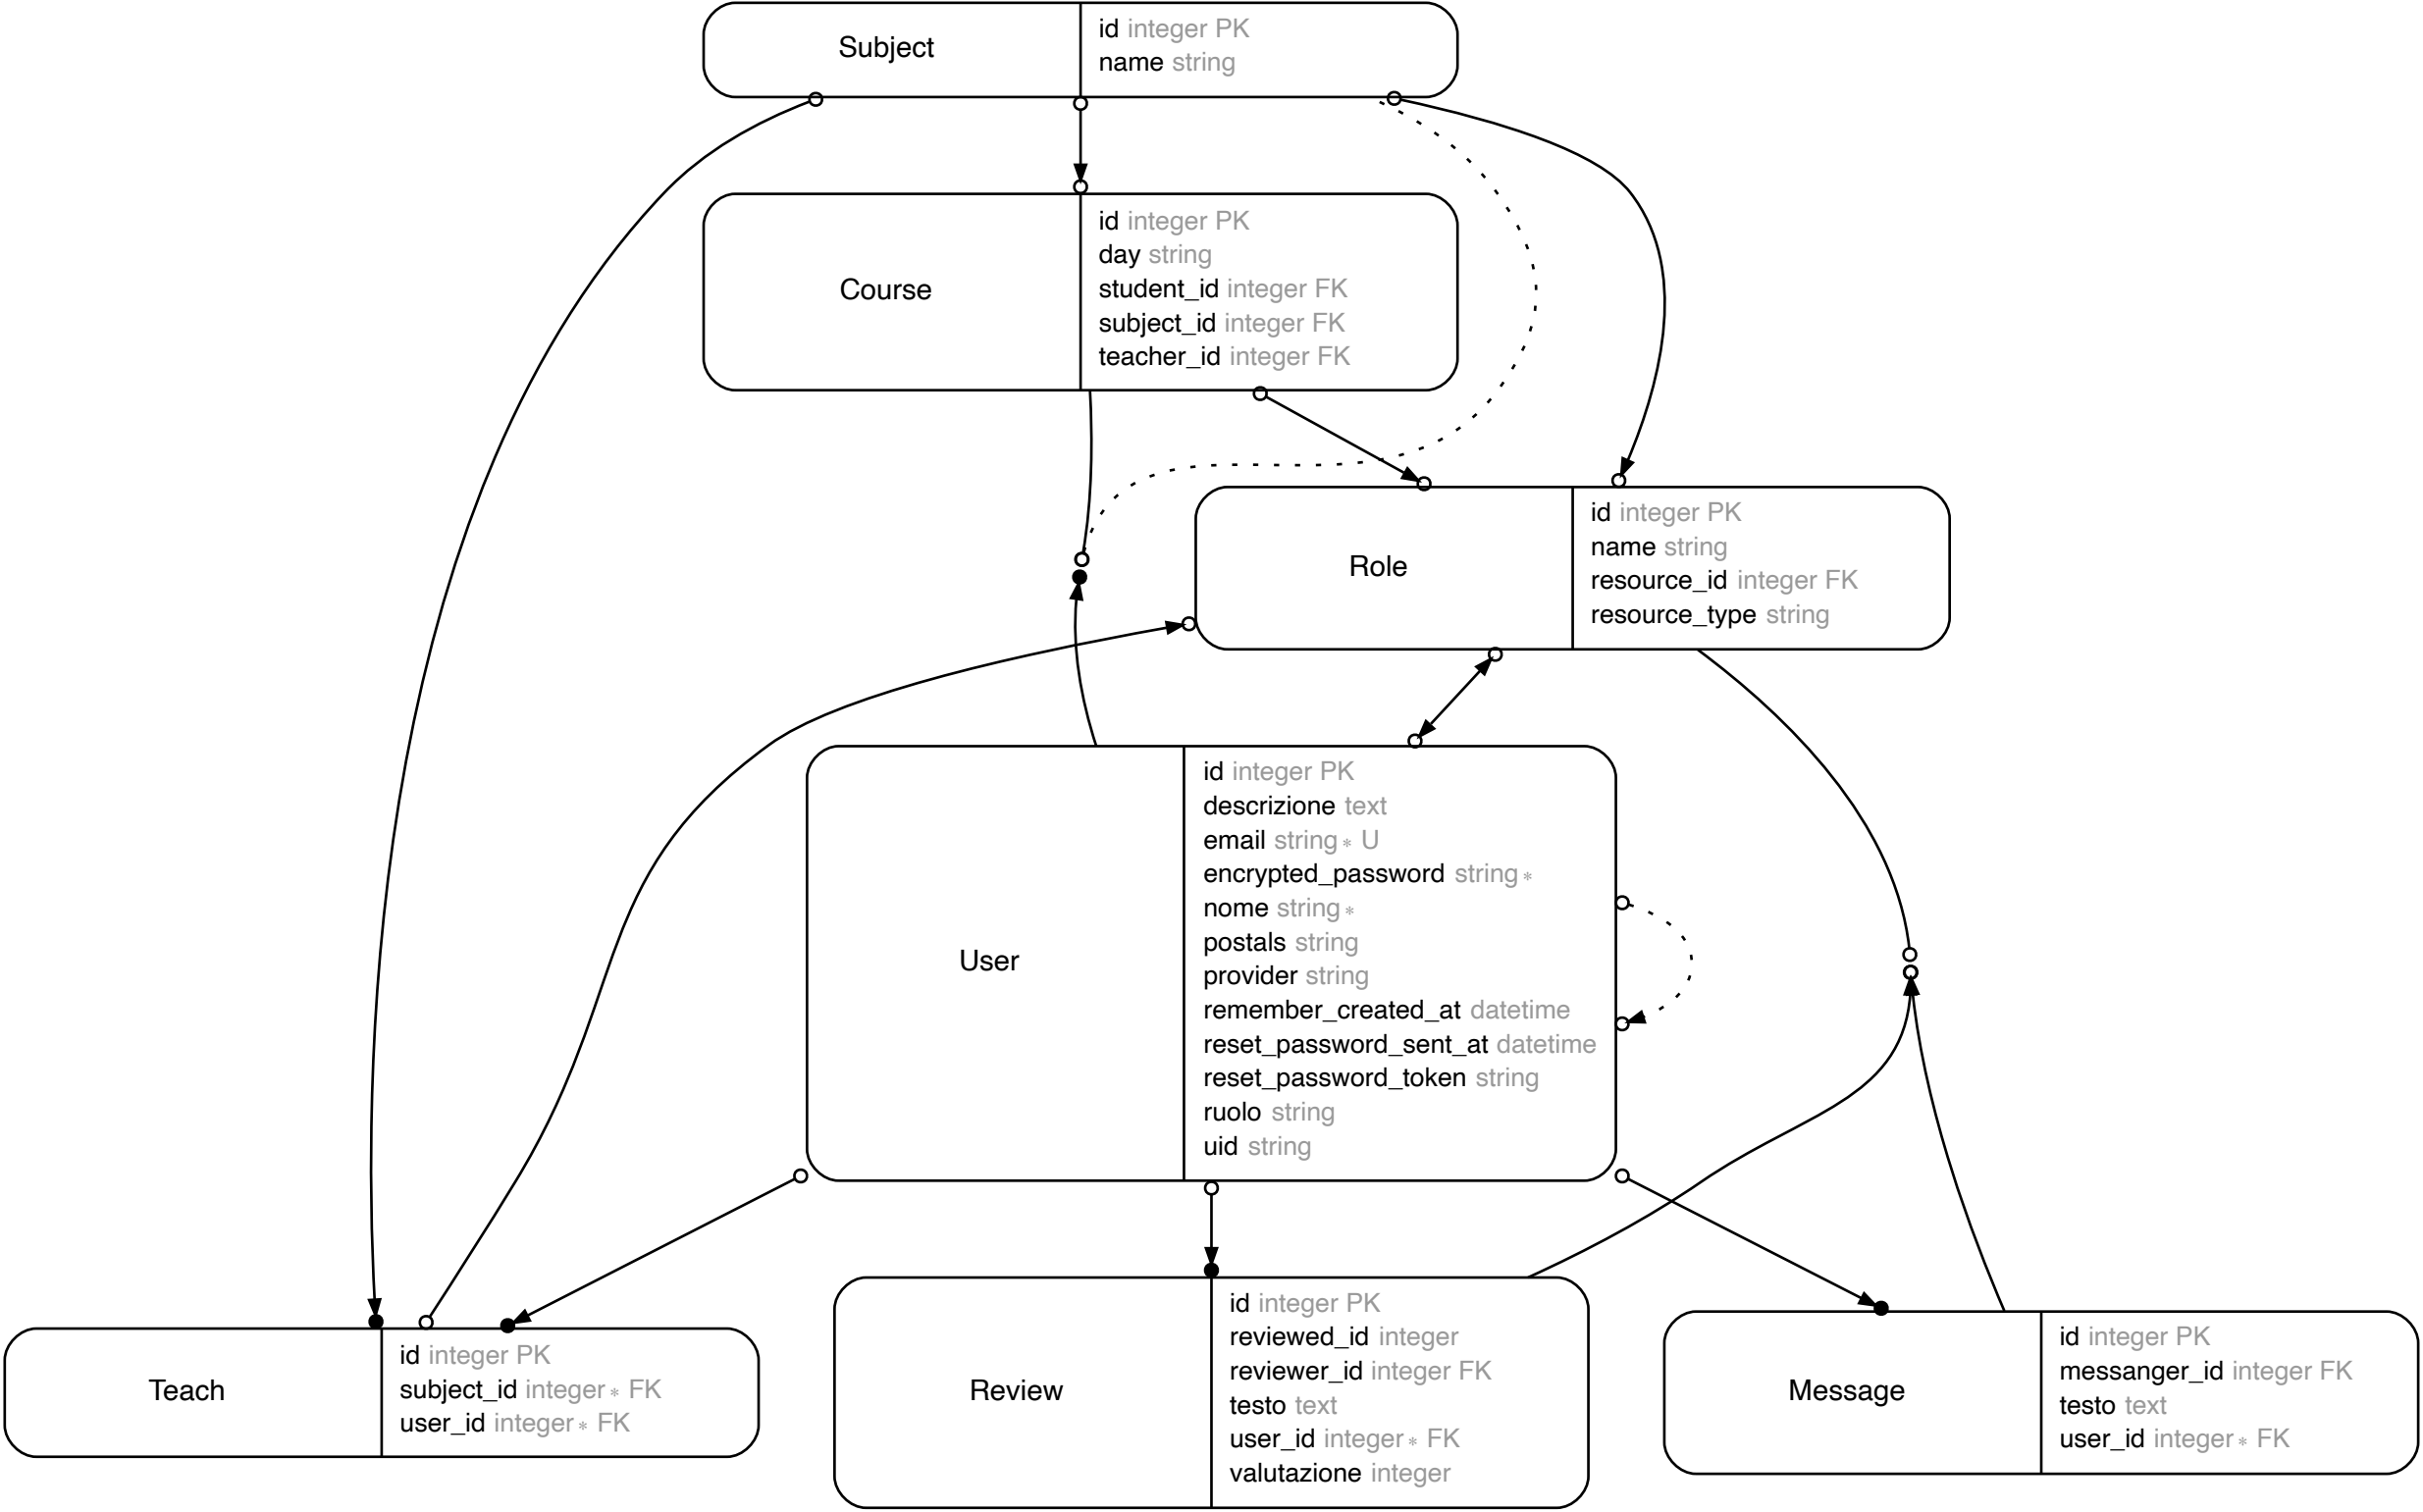 Subject
id integer PK
name string
Course
id integer PK
day string
student_id integer FK
subject_id integer FK
teacher_id integer FK
Role
id integer PK
name string
resource_id integer FK
resource_type string
User
id integer PK
descrizione text
email string* U
encrypted_password string*
nome string*
postals string
provider string
remember_created_at datetime
reset_password_sent_at datetime
reset_password_token string
ruolo string
uid string
Teach
id integer PK
subject_id integer* FK
user_id integer* FK
Review
id integer PK
reviewed_id integer
reviewer_id integer FK
testo text
user_id integer* FK
valutazione integer
Message
id integer PK
messanger_id integer FK
testo text
user_id integer* FK